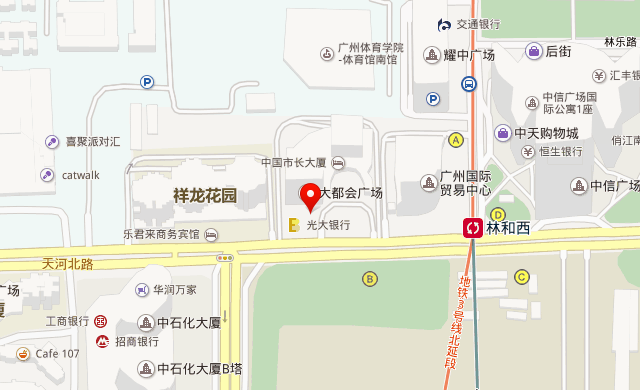 交通银行
林乐路
广州体育学院
-体育馆南馆
耀中广场
后街
汇丰银
P
P
中信广场国
际公寓1座
喜聚派对汇
A
中天购物城
俏江南
恒生银行
中国市长大厦
catwalk
广州国际
贸易中心
祥龙花园
大都会广场
中信广场
D
B
光大银行
林和西
乐君来商务宾馆
天河北路
B
C
地铁3号线北延段
广场
华润万家
厦
工商银行
中石化大厦
招商银行
Cafe 107
中石化大厦B塔